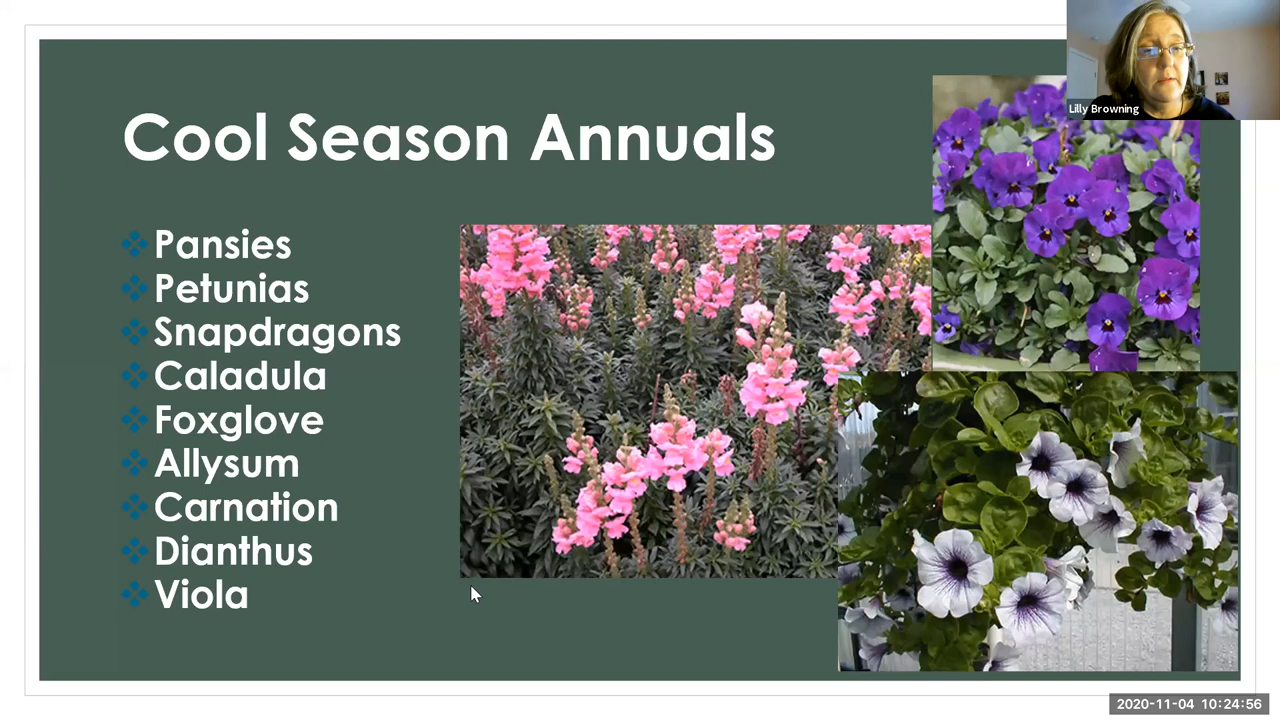 Cool Season Annuals
Pansies
Petunias
Snapdragons
Caladula
Foxglove
Allysum
Carnation
Dianthus
Viola
Lilly Browning
2020-11-04 10:24:56